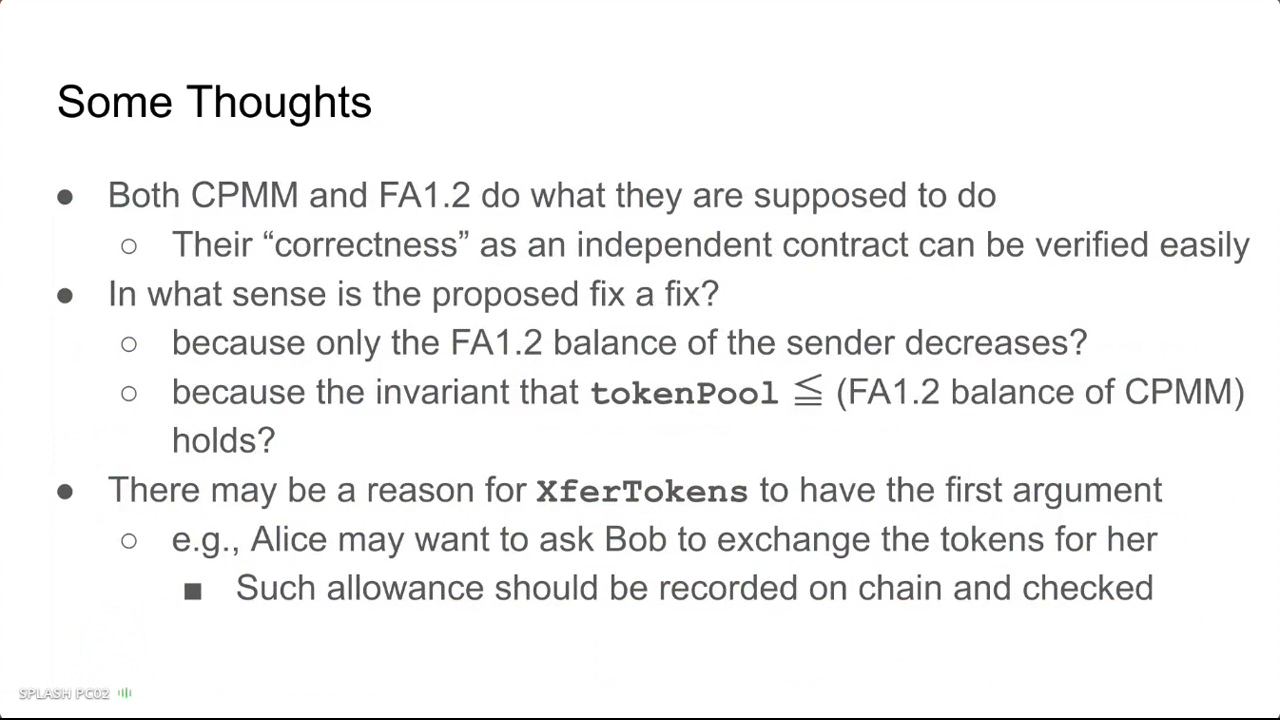 Some Thoughts
● Both CPMM and FA1.2 do what they are supposed to do
○ Their “correctness” as an independent contract can be verified easily
● In what sense is the proposed fix a fix?
○ because only the FA1.2 balance of the sender decreases?
○ because the invariant that tokenPool ≦ (FA1.2 balance of CPMM)
holds?
● There may be a reason for XferTokens to have the first argument
○ e.g., Alice may want to ask Bob to exchange the tokens for her
■ Such allowance should be recorded on chain and checked
SPLASH PC02